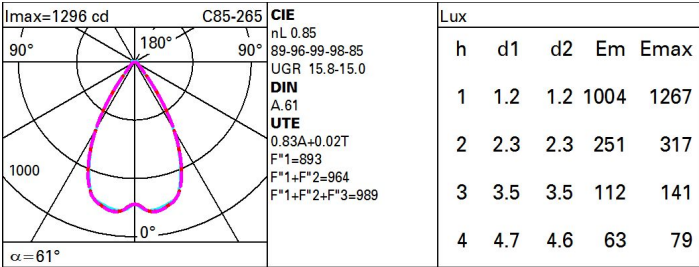 Imax=1296 cd C85-265
90° 180° 90°
1000
0°
α=61°
CIE
nL 0.85
89-96-99-98-85
UGR 15.8-15.0
DIN
A.61
UTE
0.83A+0.02T
F"1=893
F"1+F"2=964
F"1+F"2+F"3=989
Lux
h d1 d2 Em Emax
1 1.2 1.2 1004 1267
2 2.3 2.3 251 317
3 3.5 3.5 112 141
4 4.7 4.6 63 79